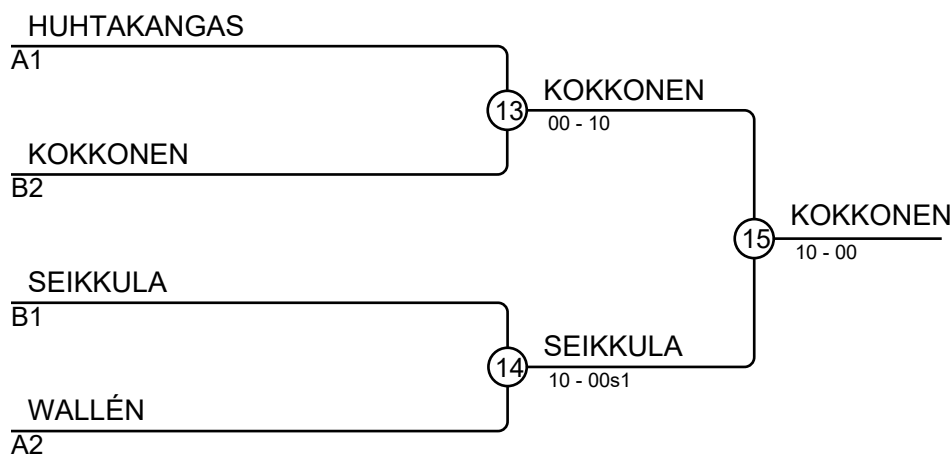 HUHTAKANGAS
A1
13
KOKKONEN
00 - 10
KOKKONEN
B2
15
KOKKONEN
10 - 00
SEIKKULA
B1
14
SEIKKULA
10 - 00s1
WALLÉN
A2